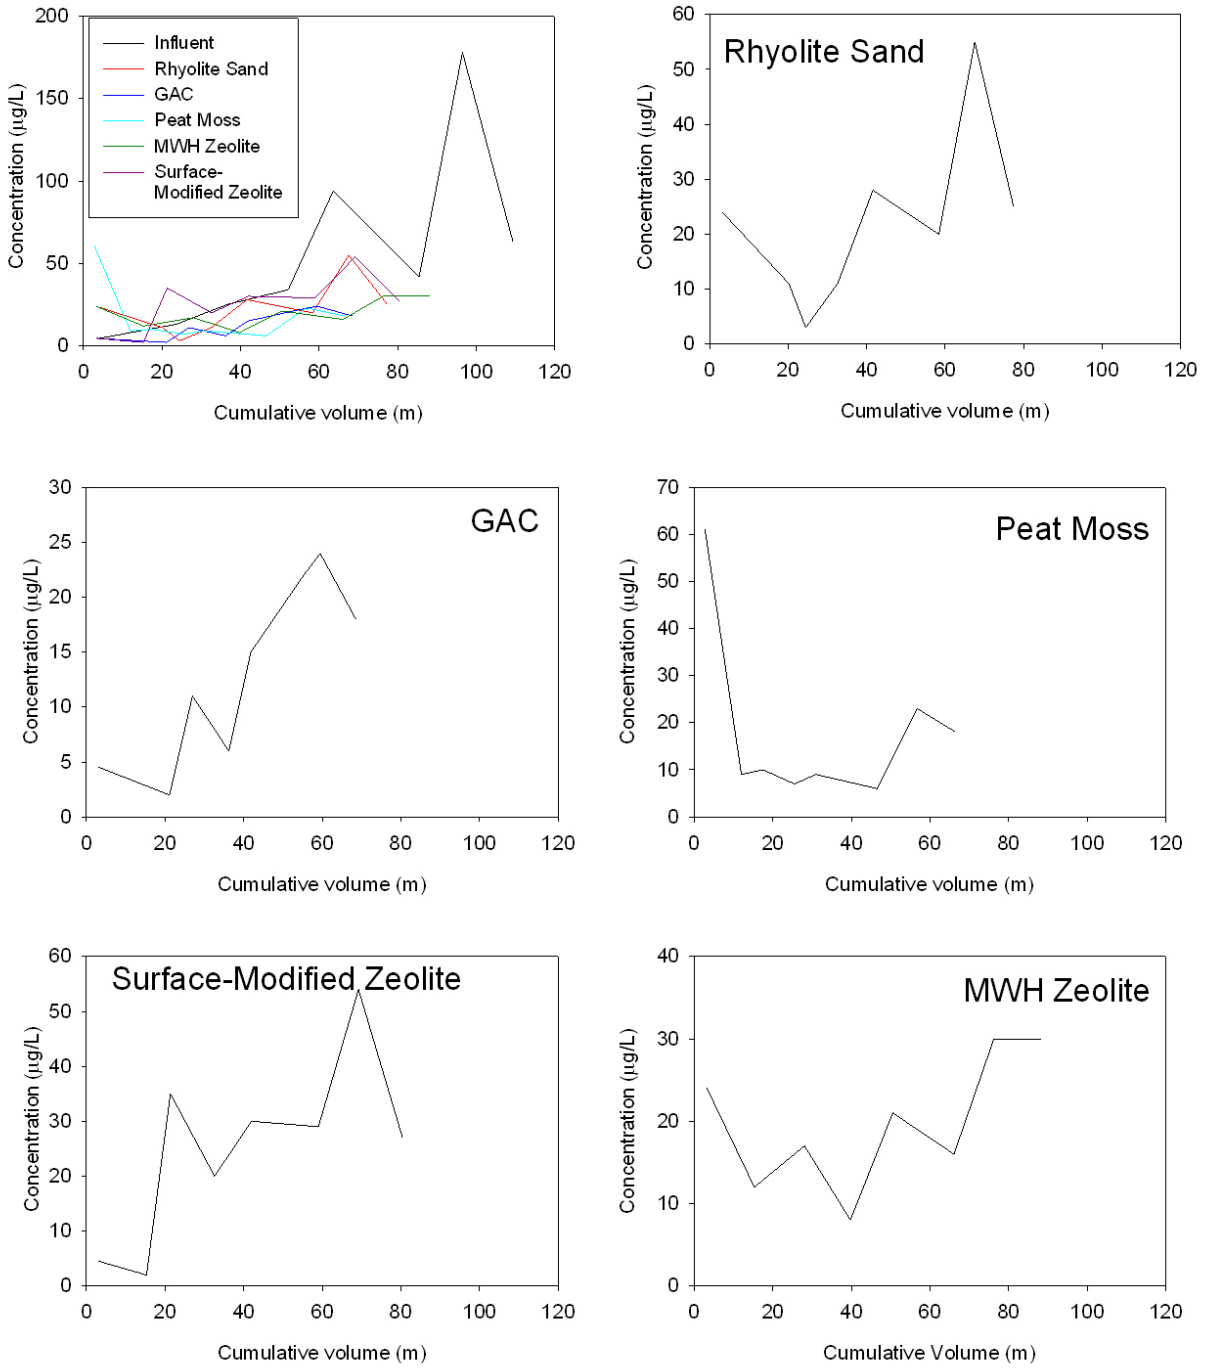 200
150
100
50
0
Concentration (µg/L)
Influent
Rhyolite Sand
GAC
Peat Moss
MWH Zeolite
Surface-
Modified Zeolite
0 20 40 60 80 100 120
Cumulative volume (m)
60
50
40
30
20
10
0
Concentration (µg/L)
Rhyolite Sand
0 20 40 60 80 100 120
Cumulative volume (m)
30
25
20
15
10
5
0
Concentration (µg/L)
GAC
0 20 40 60 80 100 120
Cumulative volume (m)
70
60
50
40
30
20
10
0
Concentration (µg/L)
Peat Moss
0 20 40 60 80 100 120
Cumulative volume (m)
60
50
40
30
20
10
0
Concentration (µg/L)
Surface-Modified Zeolite
0 20 40 60 80 100 120
Cumulative volume (m)
40
30
20
10
0
Concentration (µg/L)
MWH Zeolite
0 20 40 60 80 100 120
Cumulative Volume (m)